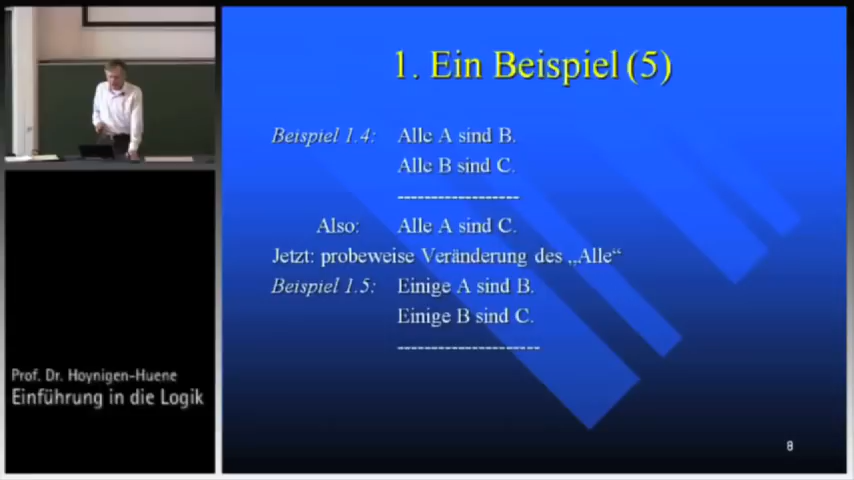 1. Ein Beispiel (5)
Beispiel 1.4: Alle A sind B.
Alle B sind C.
------------------
Also: Alle A sind C.
Jetzt: probeweise Veränderung des „Alle“
Beispiel 1.5: Einige A sind B.
Einige B sind C.
---------------------
8
Prof. Dr. Hoynigen-Huene
Einführung in die Logik